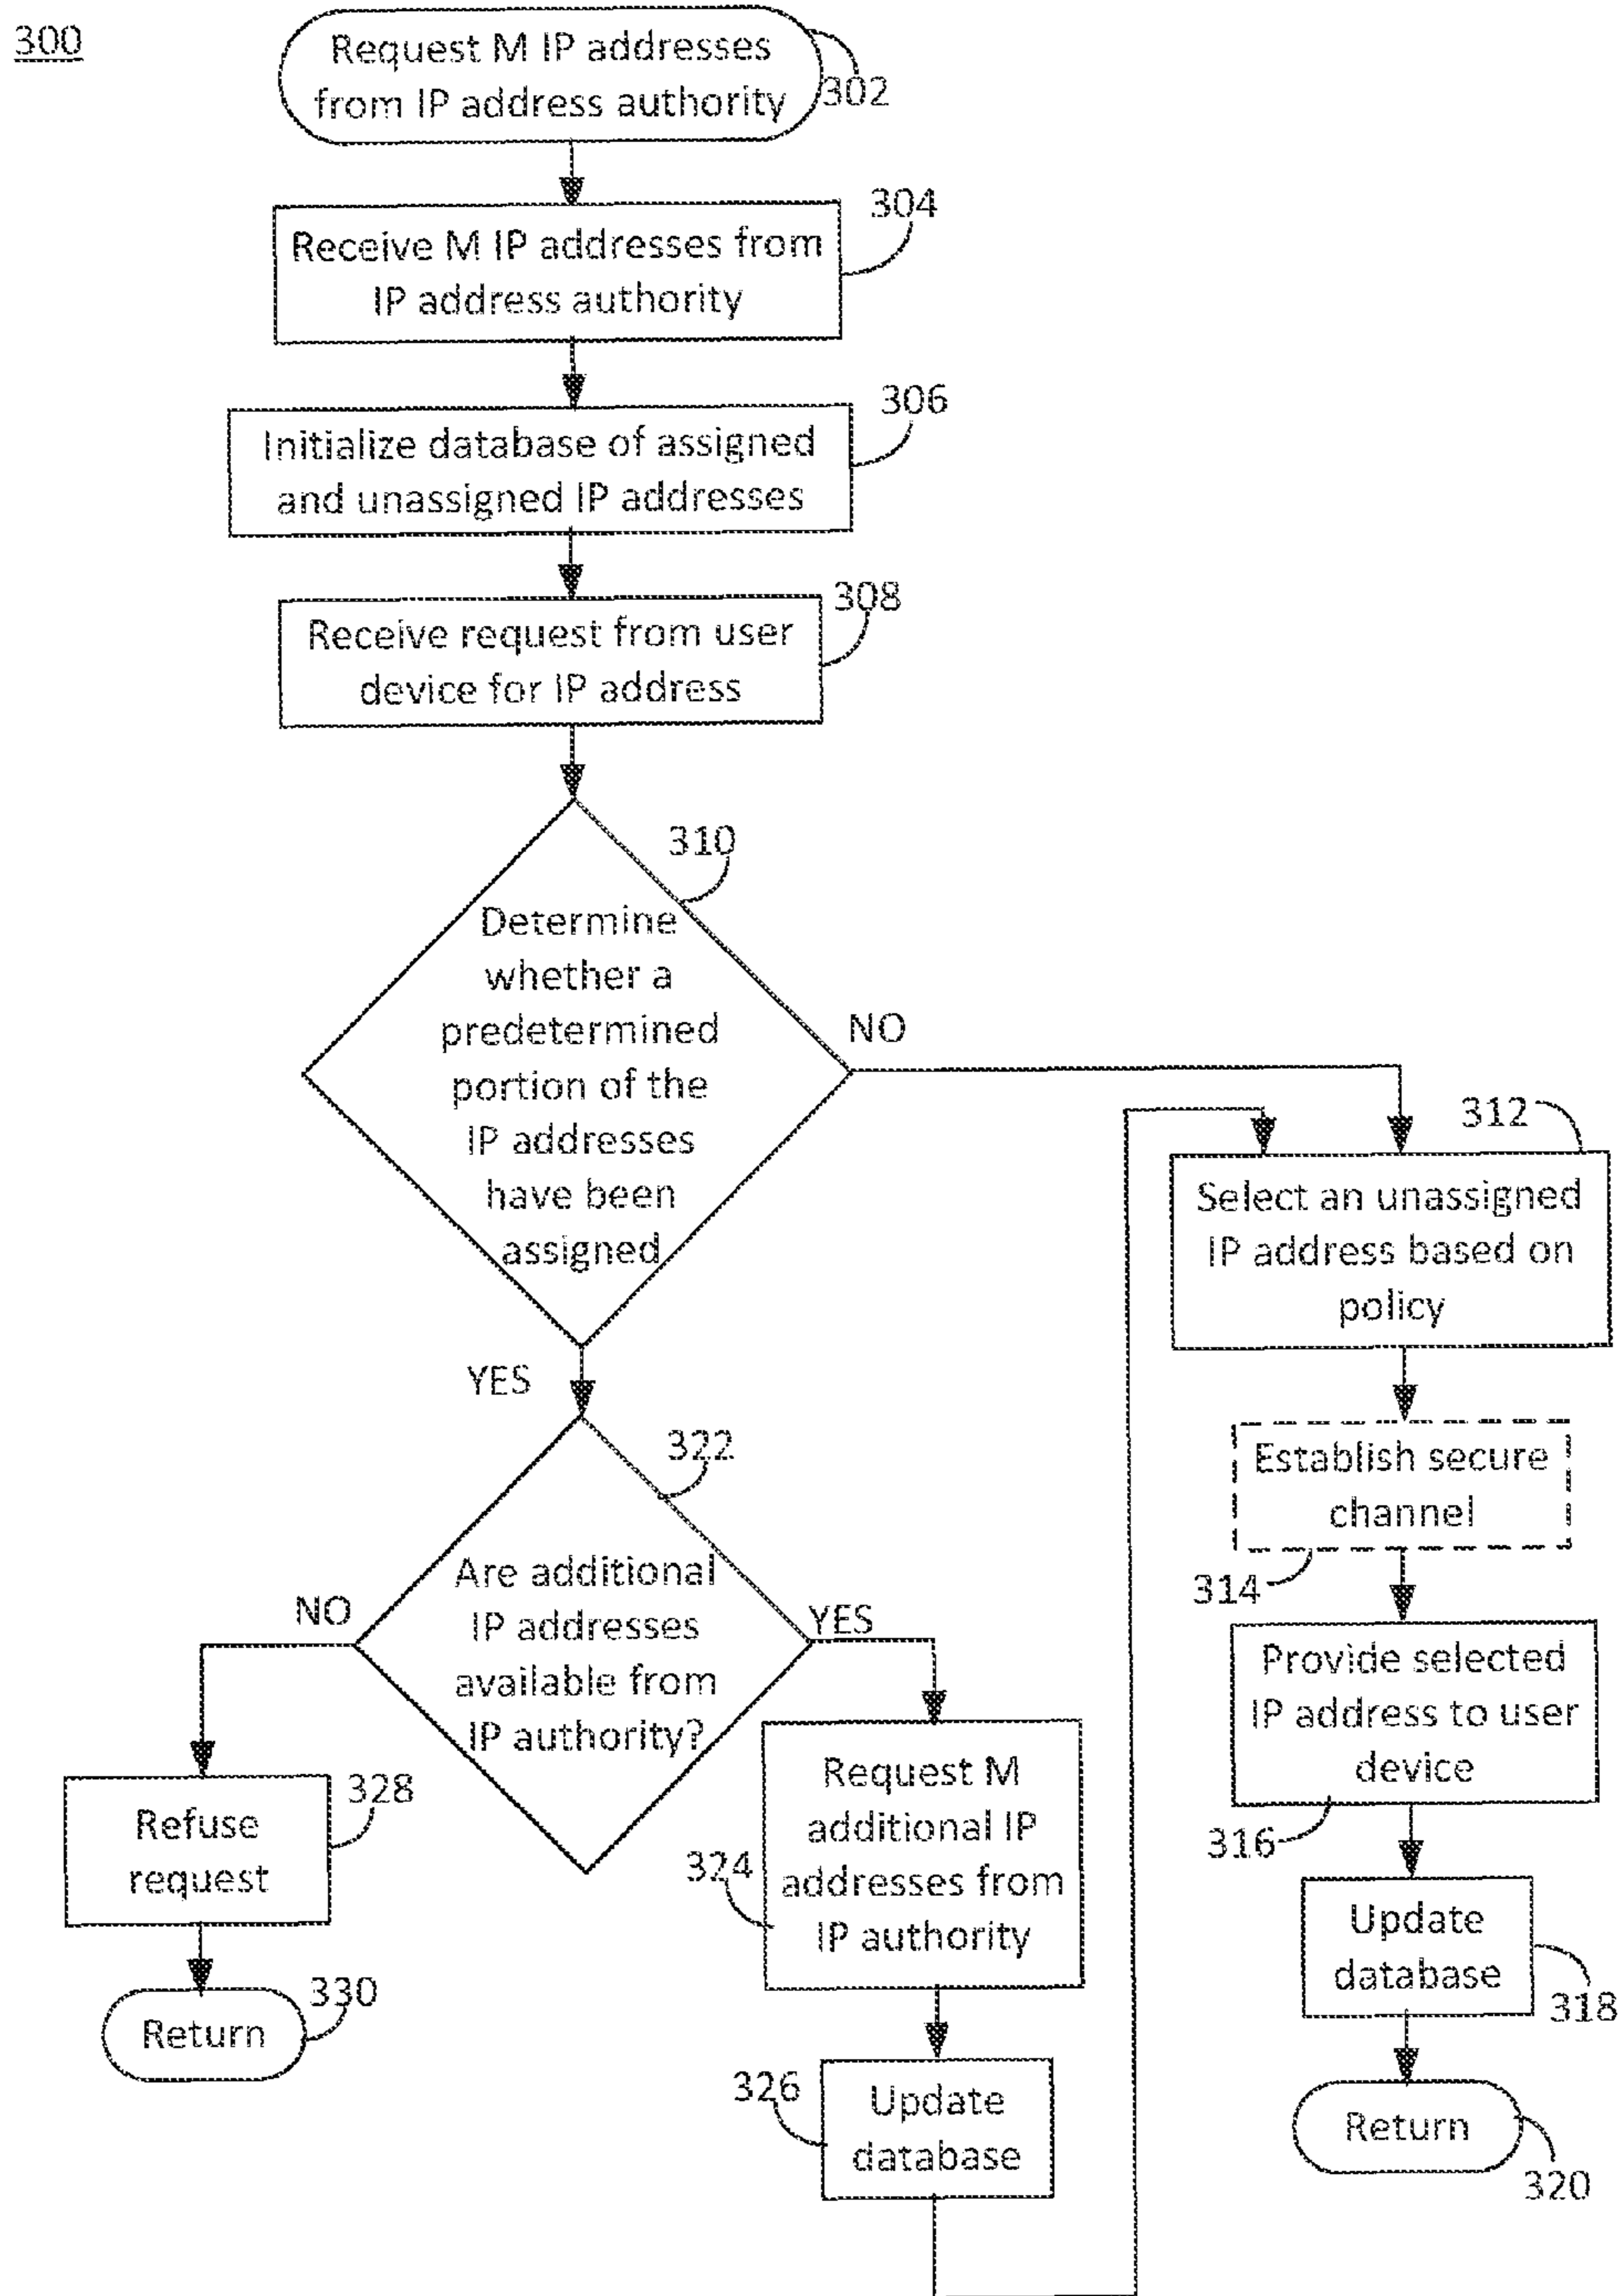 300
Request M IP addresses
from IP address authority
302
304
Receive M IP addresses from
IP address authority
306
Initialize database of assigned
and unassigned IP addresses
308
Receive request from user
device for IP address
310
Determine
whether a
predetermined
portion of the
IP addresses
have been
assigned
NO
312
Select an unassigned
IP address based on
policy
Establish secure
channel
314
Provide selected
IP address to user
device
316
Update
database
318
Return
320
YES
322
Are additional
IP addresses
available from
IP authority?
NO
YES
328
Refuse
request
330
Return
Request M
additional IP
addresses from
IP authority
324
326
Update
database